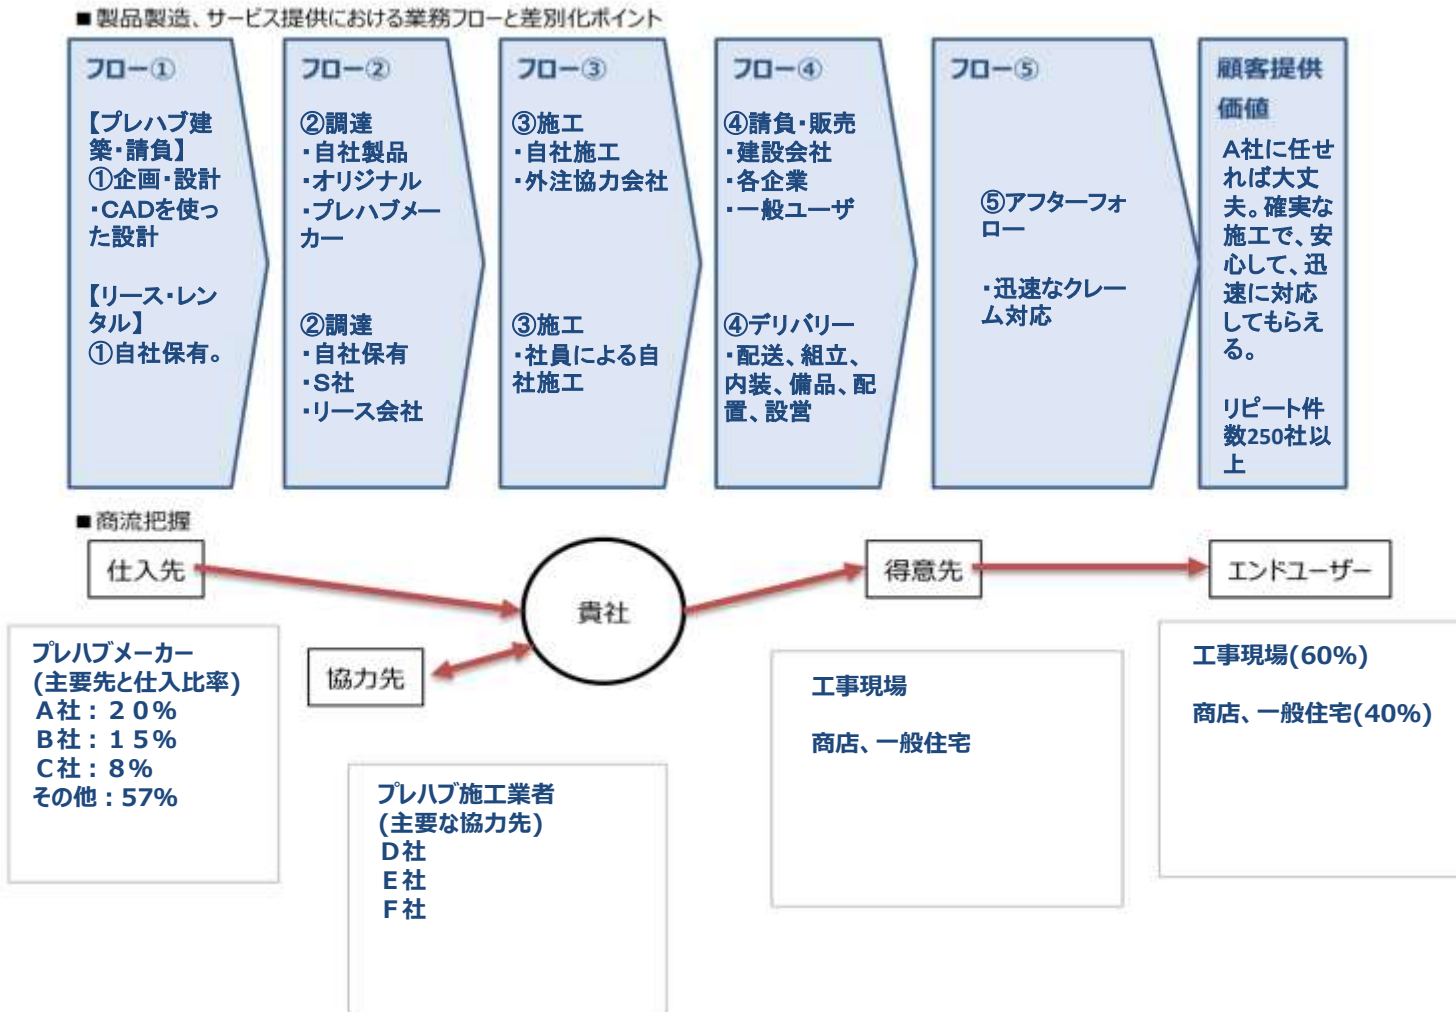 ■製品製造、サービス提供における業務フローと差別化ポイント
フロー①
【プレハブ建
築・請負】
①企画・設計
・CADを使っ
た設計
【リース・レン
タル】
①自社保有。
フロー②
②調達
・自社製品
・オリジナル
・プレハブメー
カー
②調達
・自社保有
・S社
・リース会社
フロー③
③施工
・自社施工
・外注協力会社
③施工
・社員による自
社施工
フロー④
④請負・販売
・建設会社
・各企業
・一般ユーザ
④デリバリー
・配送、組立、
内装、備品、配
置、設営
フロー⑤
⑤アフターフォ
ロー
・迅速なクレー
ム対応
顧客提供
価値
A社に任せ
れば大丈
夫。確実な
施工で、安
心して、迅
速に対応
してもらえ
る。
リピート件
数250社以
上
■商流把握
仕入先
貴社
得意先
エンドユーザー
協力先
プレハブメーカー
(主要先と仕入比率)
A社：２０%
B社：１５%
C社：８%
その他：57%
プレハブ施工業者
(主要な協力先)
D社
E社
F社
工事現場
商店、一般住宅
工事現場(60%)
商店、一般住宅(40%)